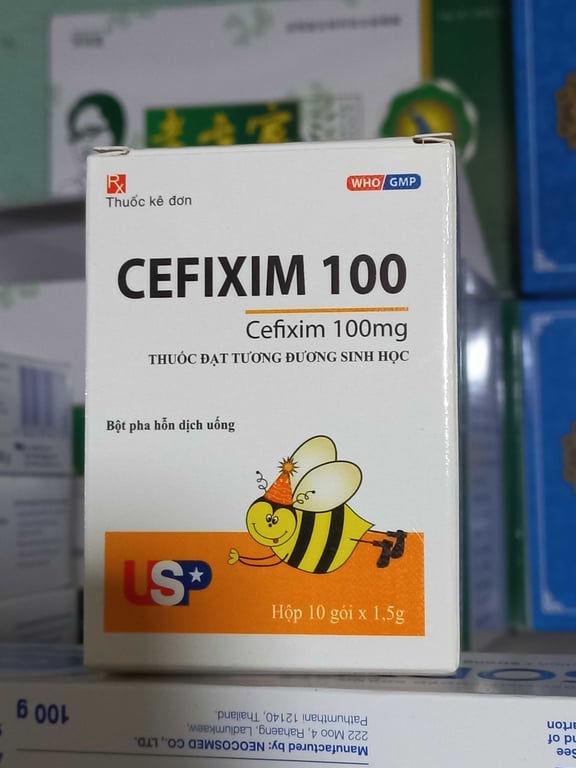 Rx
Thuốc kê đơn
WHO GMP
CEFIXIM 100
Cefixim 100mg
THUỐC ĐẠT TƯƠNG ĐƯƠNG SINH HỌC
Bột pha hỗn dịch uống
USP
Hộp 10 gói x 1,5g
100 g
Manufactured by: NEOCOSMED CO., LTD.
222 Moo 4, Rahaeng, Ladlumkaew,
Pathumthani 12140, Thailand.